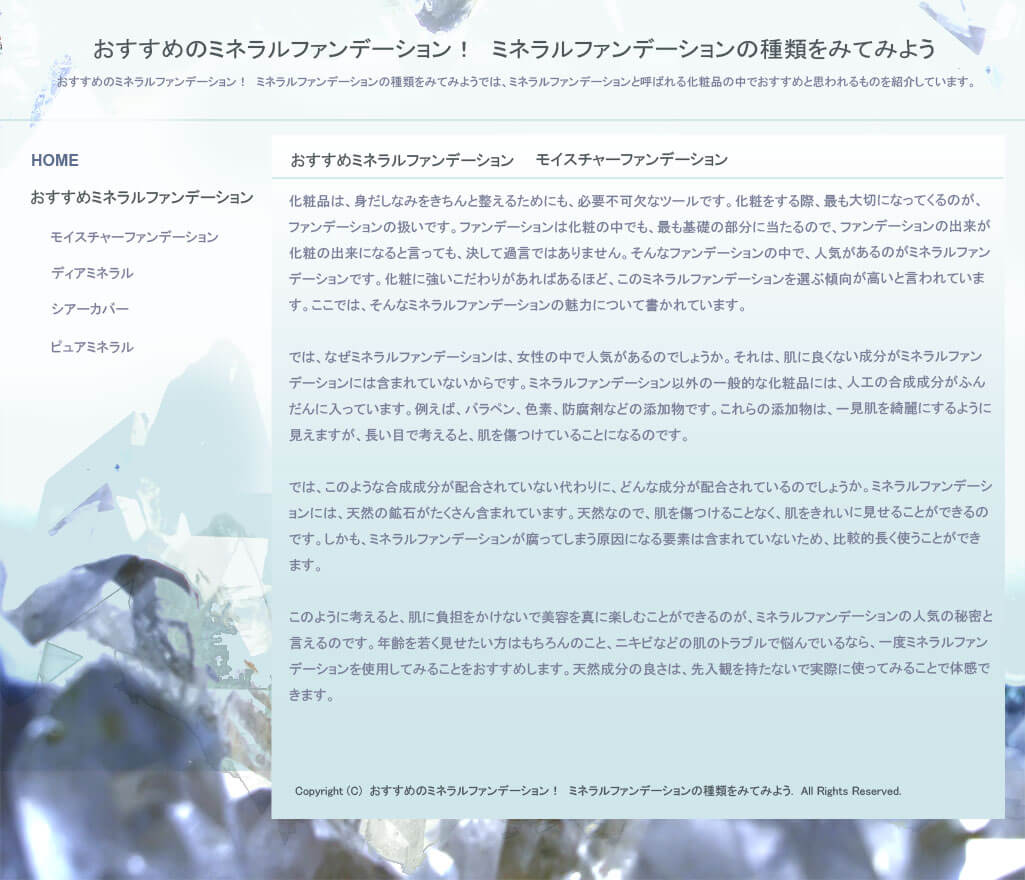 おすすめのミネラルファンデーション！　ミネラルファンデーションの種類をみてみよう
おすすめのミネラルファンデーション！　ミネラルファンデーションの種類をみてみようでは、ミネラルファンデーションと呼ばれる化粧品の中でおすすめと思われるものを紹介しています。
HOME
おすすめミネラルファンデーション
モイスチャーファンデーション
ディアミネラル
シアーカバー
ピュアミネラル
おすすめミネラルファンデーション　モイスチャーファンデーション
化粧品は、身だしなみをきちんと整えるためにも、必要不可欠なツールです。化粧をする際、最も大切になってくるのが、
ファンデーションの扱いです。ファンデーションは化粧の中でも、最も基礎の部分に当たるので、ファンデーションの出来が
化粧の出来になると言っても、決して過言ではありません。そんなファンデーションの中で、人気があるのがミネラルファン
デーションです。化粧に強いこだわりがあればあるほど、このミネラルファンデーションを選ぶ傾向が高いと言われていま
す。ここでは、そんなミネラルファンデーションの魅力について書かれています。
では、なぜミネラルファンデーションは、女性の中で人気があるのでしょうか。それは、肌に良くない成分がミネラルファン
デーションには含まれていないからです。ミネラルファンデーション以外の一般的な化粧品には、人工の合成成分がふん
だんに入っています。例えば、パラペン、色素、防腐剤などの添加物です。これらの添加物は、一見肌を綺麗にするように
見えますが、長い目で考えると、肌を傷つけていることになるのです。
では、このような合成成分が配合されていない代わりに、どんな成分が配合されているのでしょうか。ミネラルファンデーシ
ョンには、天然の鉱石がたくさん含まれています。天然なので、肌を傷つけることなく、肌をきれいに見せることができるの
です。しかも、ミネラルファンデーションが腐ってしまう原因になる要素は含まれていないため、比較的長く使うことができ
ます。
このように考えると、肌に負担をかけないで美容を真に楽しむことができるのが、ミネラルファンデーションの人気の秘密と
言えるのです。年齢を若く見せたい方はもちろんのこと、ニキビなどの肌のトラブルで悩んでいるなら、一度ミネラルファン
デーションを使用してみることをおすすめします。天然成分の良さは、先入観を持たないで実際に使ってみることで体感で
きます。
Copyright (C) おすすめのミネラルファンデーション！　ミネラルファンデーションの種類をみてみよう. All Rights Reserved.